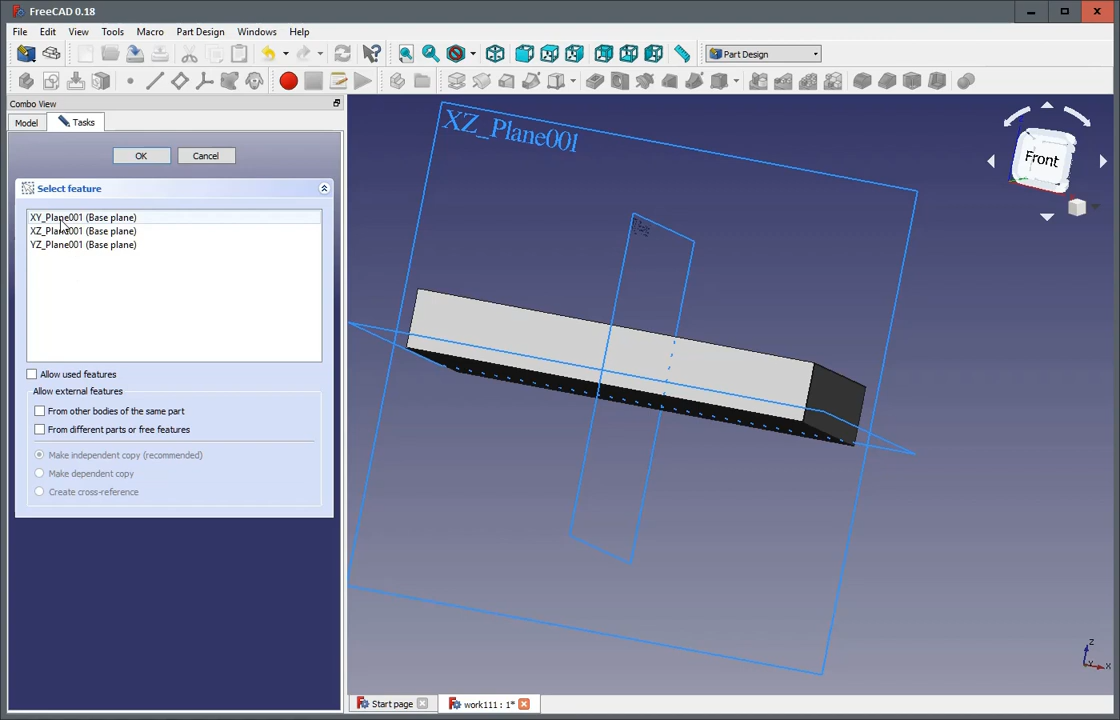 FreeCAD 0.18
File Edit View Tools Macro Part Design Windows Help
Part Design
Combo View
Model Tasks
OK Cancel
Select feature
XY_Plane001 (Base plane)
XZ_Plane001 (Base plane)
YZ_Plane001 (Base plane)
Allow used features
Allow external features
From other bodies of the same part
From different parts or free features
Make independent copy (recommended)
Make dependent copy
Create cross-reference
XZ_Plane001
Front
Z
Y
X
Start page
work111 : 1*